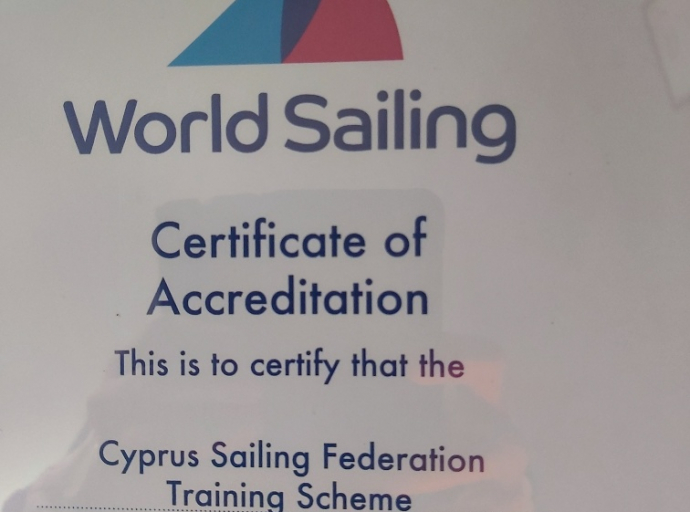 World Sailing
Certificate of
Accreditation
This is to certify that the
Cyprus Sailing Federation
Training Scheme